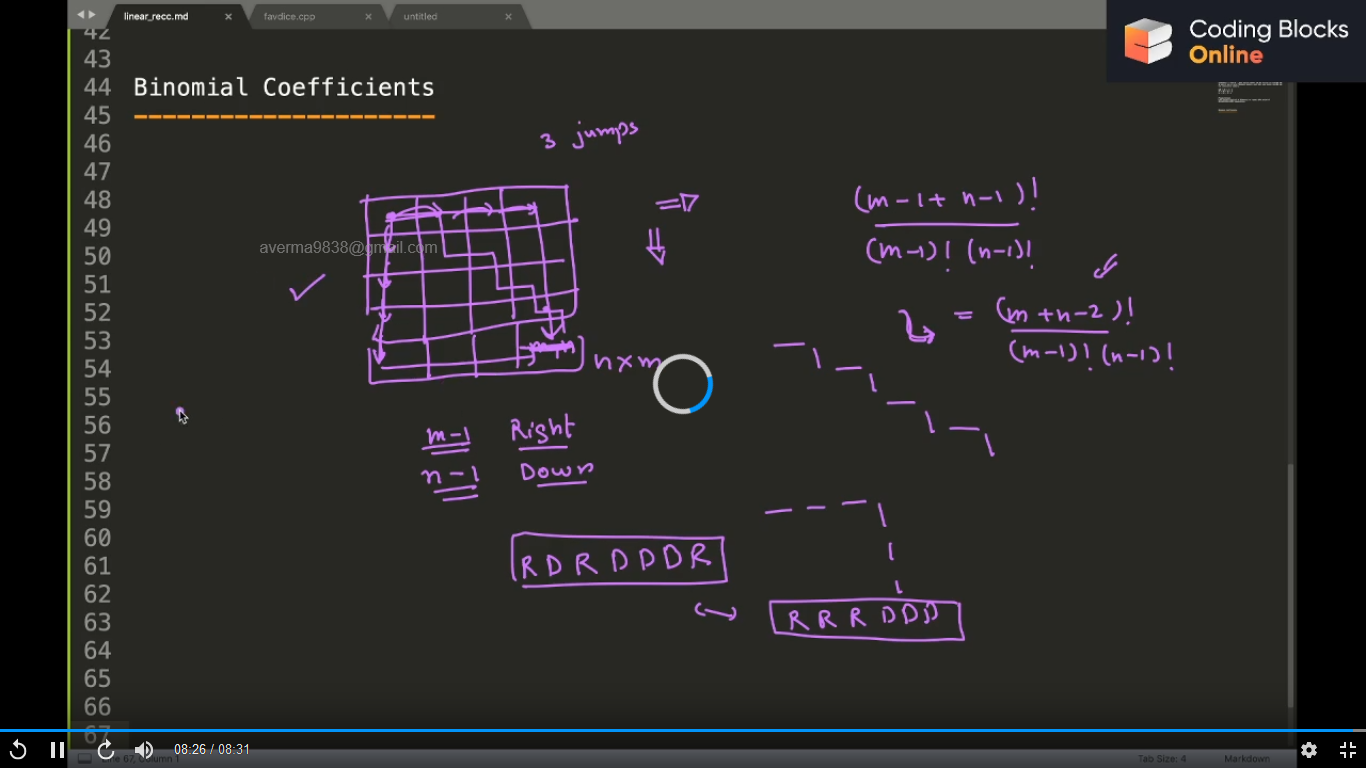 linear_recc.md
favdice.cpp
untitled
Coding Blocks
Online
42
43
44 Binomial Coefficients
45 ---------------------
46
47
48
49
50
51
52
53
54
55
56
57
58
59
60
61
62
63
64
65
66
67
3 jumps
averma9838@gmail.com
n×m
m-1 Right
n-1 Down
RDRDDDR
RRRDDD
(m-1+n-1)!
(m-1)! (n-1)!
= (m+n-2)!
(m-1)! (n-1)!
08:26 / 08:31
Line 67, Column 1
Tab Size: 4
Markdown